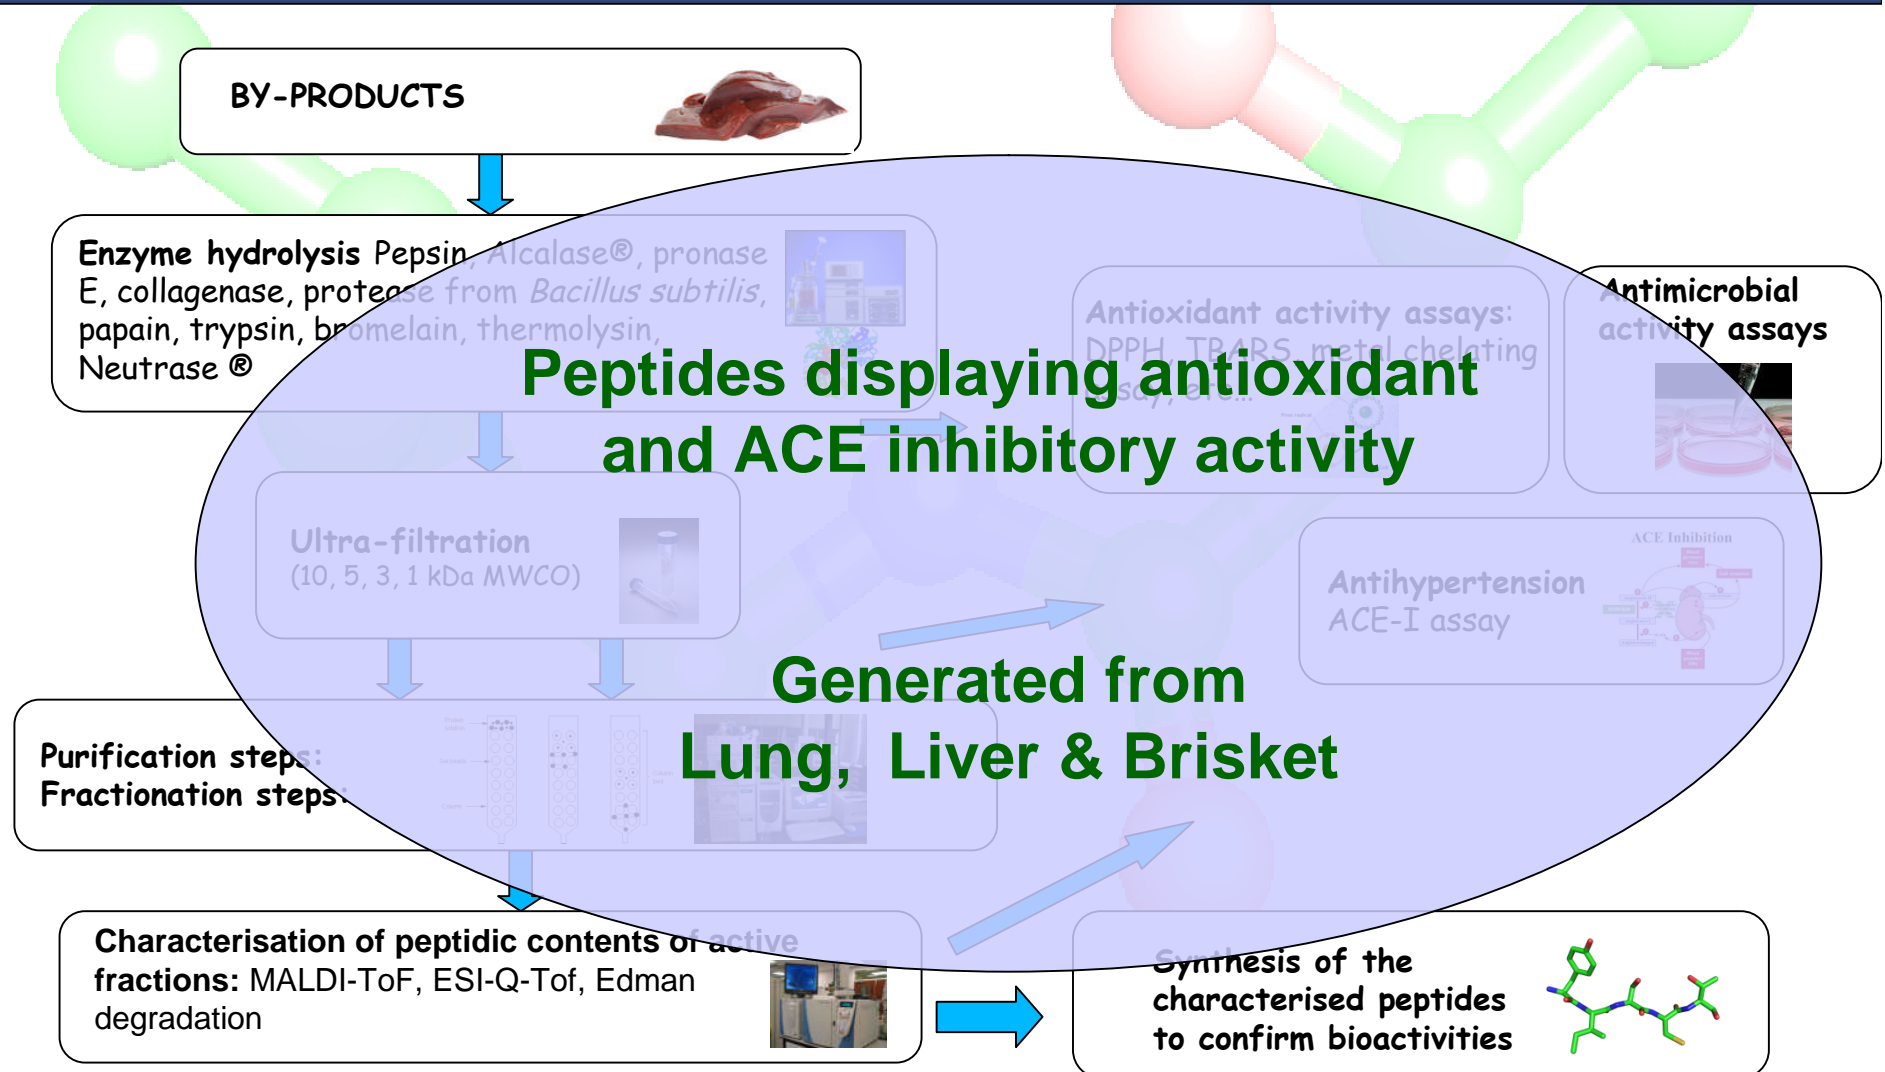 BY-PRODUCTS
Enzyme hydrolysis Pepsin, Alcalase®, pronase
E, collagenase, protease from Bacillus subtilis,
papain, trypsin, bromelain, thermolysin,
Neutrase ®
Antioxidant activity assays:
DPPH, TBARS, metal chelating
assay, etc...
Antimicrobial
activity assays
Peptides displaying antioxidant
and ACE inhibitory activity
Ultra-filtration
(10, 5, 3, 1 kDa MWCO)
ACE Inhibition
Antihypertension
ACE-I assay
Generated from
Lung, Liver & Brisket
Purification steps:
Fractionation steps:
Characterisation of peptidic contents of active
fractions: MALDI-ToF, ESI-Q-Tof, Edman
degradation
Synthesis of the
characterised peptides
to confirm bioactivities